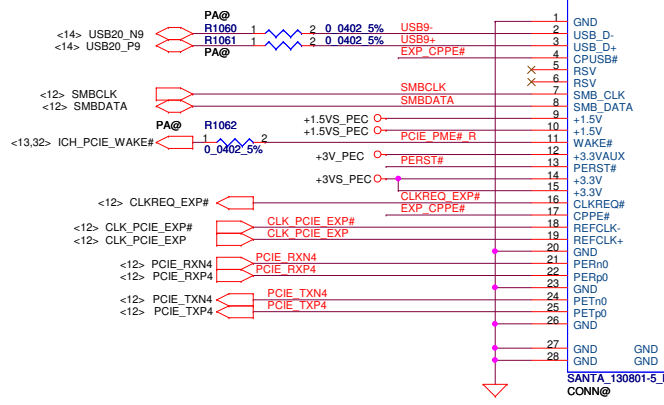 PA@
<14> USB20_N9 R1060 1 2 0_0402_5% USB9- 1 GND
<14> USB20_P9 R1061 1 2 0_0402_5% USB9+ 2 USB_D-
PA@ 3 USB_D+
EXP_CPPE# 4 CPUSB#
5 RSV
6 RSV
<12> SMBCLK SMBCLK 7 SMB_CLK
<12> SMBDATA SMBDATA 8 SMB_DATA
+1.5VS_PEC 9 +1.5V
PA@ R1062 +1.5VS_PEC 10 +1.5V
<13,32> ICH_PCIE_WAKE# 1 2 PCIE_PME#_R 11 WAKE#
0_0402_5%
+3V_PEC 12 +3.3VAUX
PERST# 13 PERST#
+3VS_PEC 14 +3.3V
15 +3.3V
<12> CLKREQ_EXP# CLKREQ_EXP# 16 CLKREQ#
EXP_CPPE# 17 CPPE#
<12> CLK_PCIE_EXP# CLK_PCIE_EXP# 18 REFCLK-
<12> CLK_PCIE_EXP CLK_PCIE_EXP 19 REFCLK+
20 GND
<12> PCIE_RXN4 PCIE_RXN4 21 PERn0
<12> PCIE_RXP4 PCIE_RXP4 22 PERp0
23 GND
<12> PCIE_TXN4 PCIE_TXN4 24 PETn0
<12> PCIE_TXP4 PCIE_TXP4 25 PETp0
26 GND
27 GND GND
28 GND GND
SANTA_130801-5_
CONN@